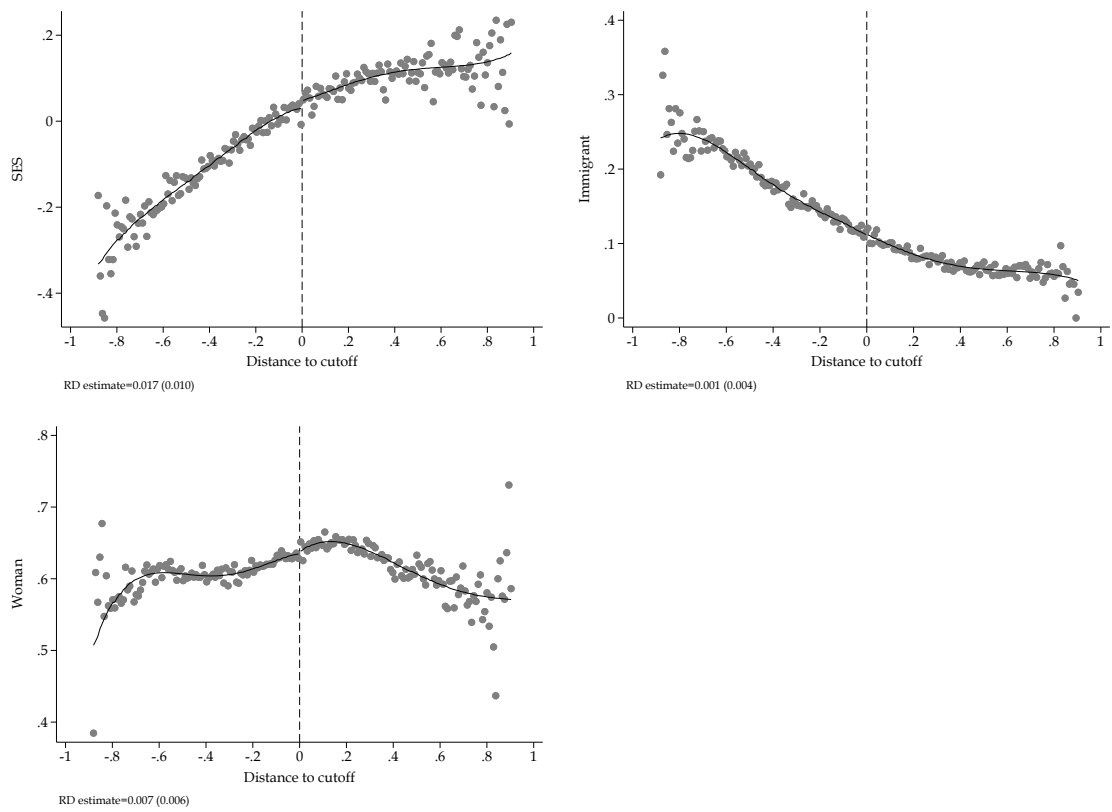 SES
.2
0
-.2
-.4
-1 -.8 -.6 -.4 -.2 0 .2 .4 .6 .8 1
Distance to cutoff
RD estimate=0.017 (0.010)
Immigrant
.4
.3
.2
.1
0
-1 -.8 -.6 -.4 -.2 0 .2 .4 .6 .8 1
Distance to cutoff
RD estimate=0.001 (0.004)
Woman
.8
.7
.6
.5
.4
-1 -.8 -.6 -.4 -.2 0 .2 .4 .6 .8 1
Distance to cutoff
RD estimate=0.007 (0.006)